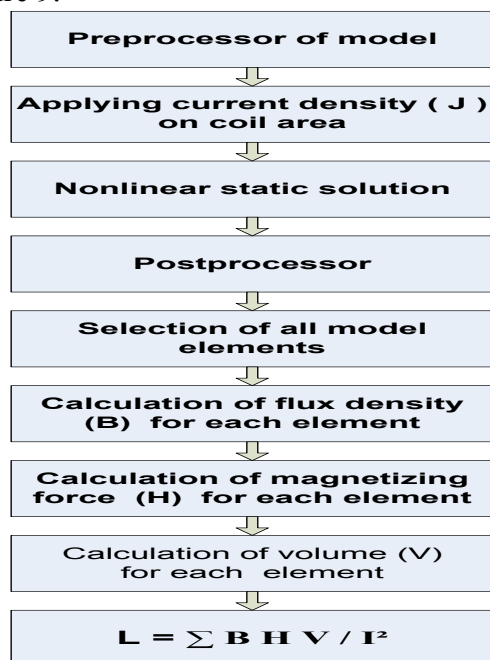 Preprocessor of model
Applying current density ( J )
on coil area
Nonlinear static solution
Postprocessor
Selection of all model
elements
Calculation of flux density
(B) for each element
Calculation of magnetizing
force (H) for each element
Calculation of volume (V)
for each element
L = ∑ B H V / I²